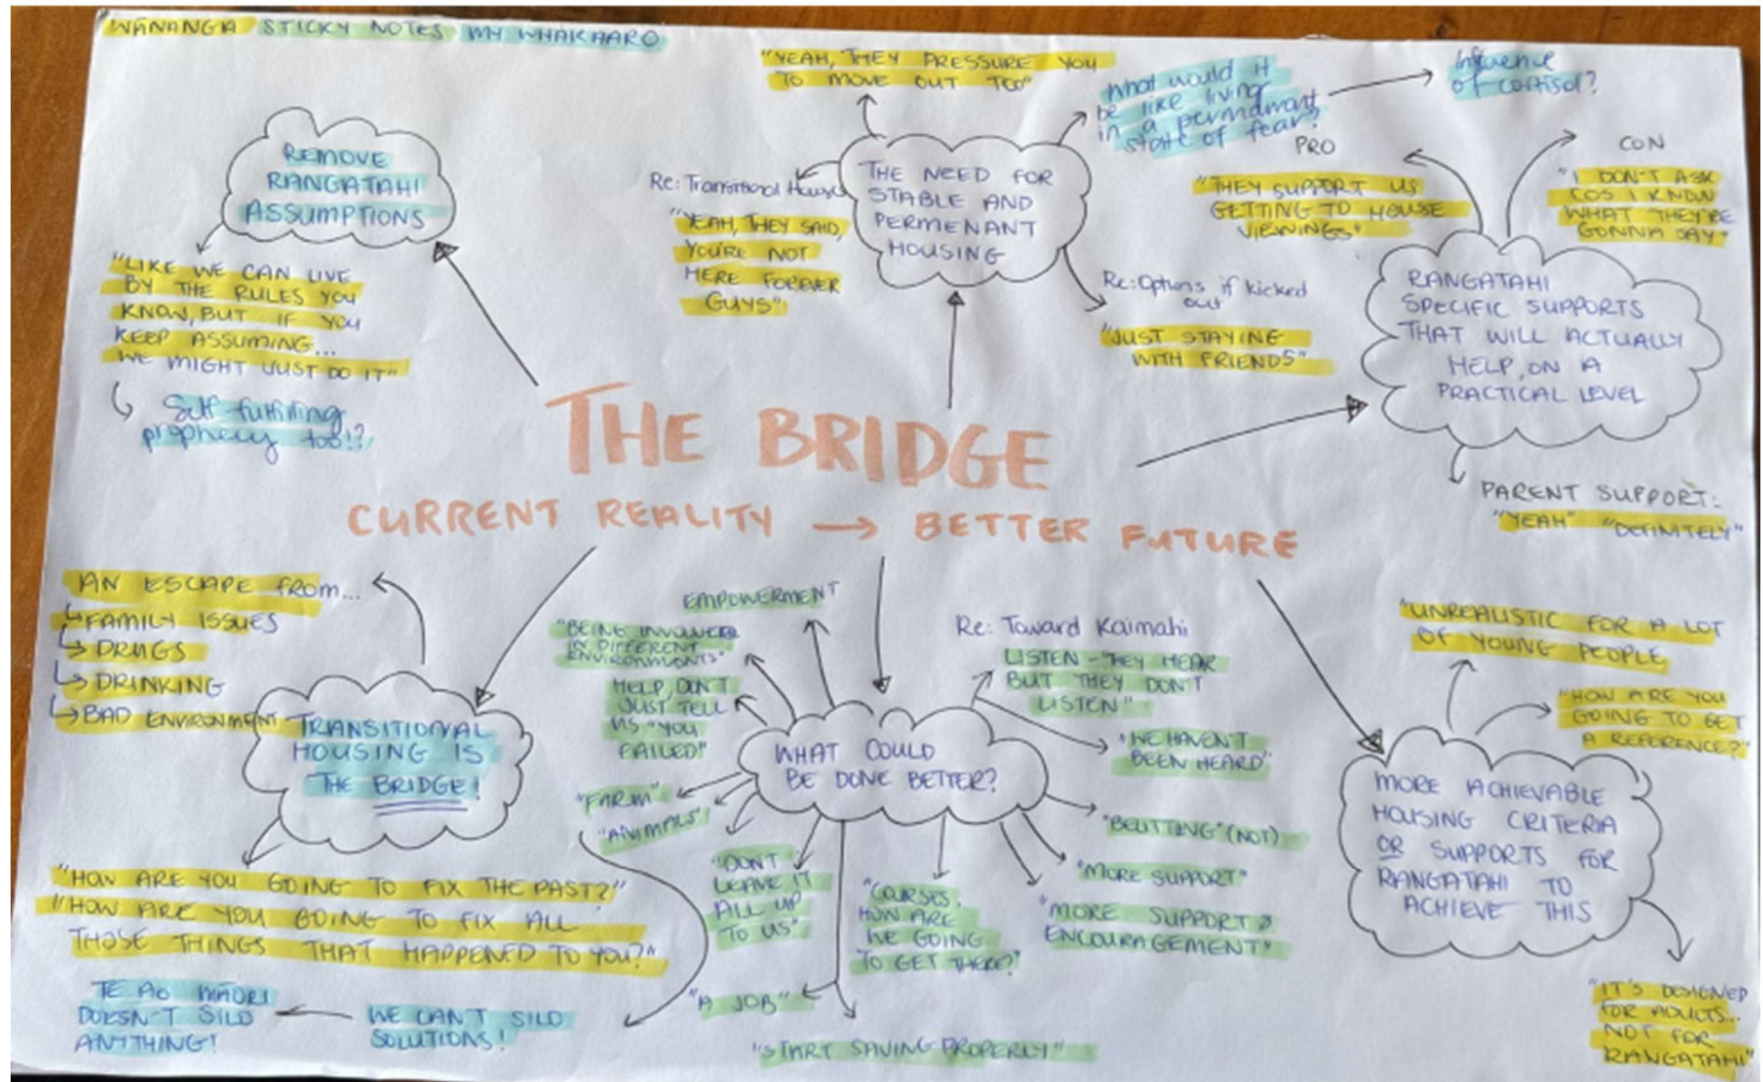 WĀNANGA STICKY NOTES MY WHAKAARO
REMOVE
RANGATAHI
ASSUMPTIONS
"LIKE WE CAN LIVE
BY THE RULES YOU
KNOW, BUT IF YOU
KEEP ASSUMING...
WE MIGHT JUST DO IT"
Self-fulfilling
prophecy too!?
"YEAH, THEY PRESSURE YOU
TO MOVE OUT TOO"
What would it
be like living
in a permanant
state of fear?
Influence
of cortisol?
THE NEED FOR
STABLE AND
PERMENANT
HOUSING
Re: Transitional Houses
"YEAH, THEY SAID,
YOU'RE NOT
HERE FOREVER
GUYS"
Re: Options if kicked
out
"JUST STAYING
WITH FRIENDS"
PRO
"THEY SUPPORT US
GETTING TO HOUSE
VIEWINGS"
CON
"I DON'T ASK
COS I KNOW
WHAT THEY'RE
GONNA SAY"
RANGATAHI
SPECIFIC SUPPORTS
THAT WILL ACTUALLY
HELP, ON A
PRACTICAL LEVEL
PARENT SUPPORT:
"YEAH" "DEFINITELY"
THE BRIDGE
CURRENT REALITY → BETTER FUTURE
AN ESCAPE from...
FAMILY ISSUES
DRUGS
DRINKING
BAD ENVIRONMENT
TRANSITIONAL
HOUSING IS
THE BRIDGE!
"HOW ARE YOU GOING TO FIX THE PAST?"
"HOW ARE YOU GOING TO FIX ALL
THOSE THINGS THAT HAPPENED TO YOU?"
WE CAN'T SILO
SOLUTIONS!
TE AO MĀORI
DOESN'T SILO
ANYTHING!
WHAT COULD
BE DONE BETTER?
EMPOWERMENT
"BEING INVOLVED
IN DIFFERENT
ENVIRONMENTS"
HELP, DON'T
JUST TELL
US "YOU
FAILED!"
"FARM"
"ANIMALS"
"DON'T
LEAVE IT
ALL UP
TO US"
"A JOB"
"START SAVING PROPERLY"
"COURSES,
HOW ARE
WE GOING
TO GET THERE?"
"MORE SUPPORT &
ENCOURAGEMENT"
"MORE SUPPORT"
"BELITTING" (NOT)
Re: Toward Kaimahi
LISTEN - "THEY HEAR
BUT THEY DON'T
LISTEN"
"WE HAVEN'T
BEEN HEARD"
"UNREALISTIC FOR A LOT
OF YOUNG PEOPLE
"HOW ARE YOU
GOING TO GET
A REFERENCE?"
MORE ACHIEVABLE
HOUSING CRITERIA
OR SUPPORTS FOR
RANGATAHI TO
ACHIEVE THIS
"IT'S DESIGNED
FOR ADULTS...
NOT FOR
RANGATAHI"